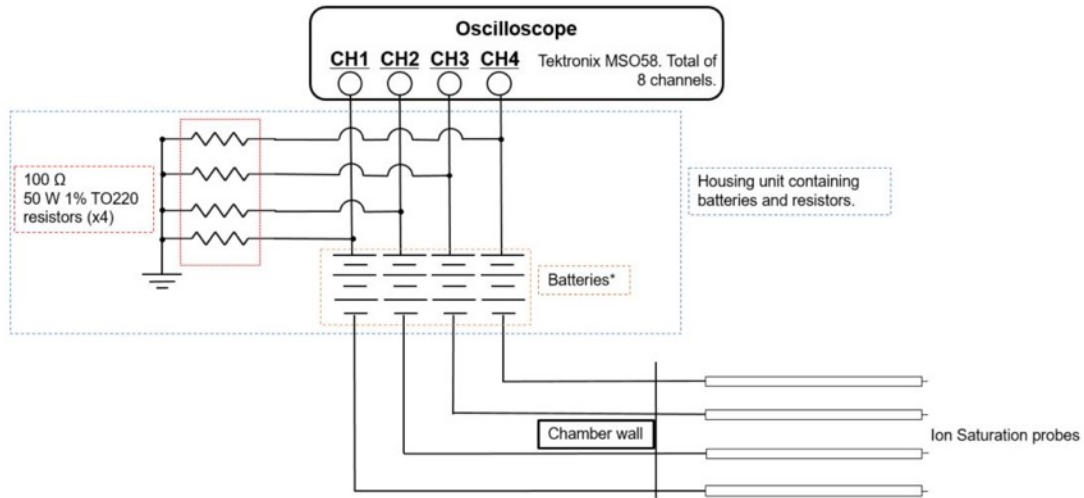 Oscilloscope
CH1 CH2 CH3 CH4
Tektronix MSO58. Total of
8 channels.
100 Ω
50 W 1% TO220
resistors (x4)
Housing unit containing
batteries and resistors.
Batteries*
Chamber wall
Ion Saturation probes